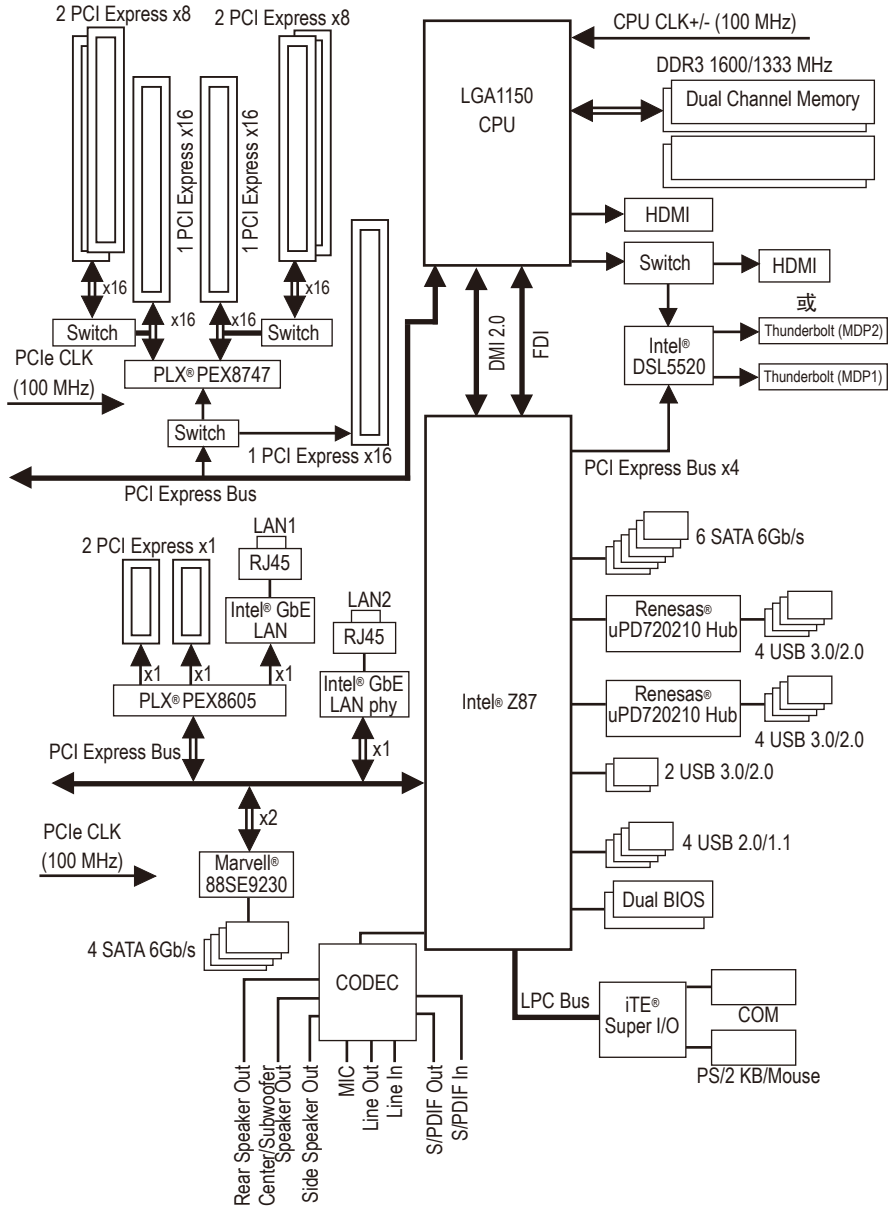 2 PCI Express x8
2 PCI Express x8
1 PCI Express x16
1 PCI Express x16
x16
x16
x16
x16
Switch
Switch
PLX® PEX8747
PCIe CLK
(100 MHz)
Switch
1 PCI Express x16
PCI Express Bus
CPU CLK+/- (100 MHz)
LGA1150
CPU
DDR3 1600/1333 MHz
Dual Channel Memory
HDMI
Switch
HDMI
或
Intel®
DSL5520
Thunderbolt (MDP2)
Thunderbolt (MDP1)
DMI 2.0
FDI
PCI Express Bus x4
2 PCI Express x1
LAN1
RJ45
Intel® GbE
LAN
LAN2
RJ45
Intel® GbE
LAN phy
x1
x1
x1
PLX® PEX8605
x1
PCI Express Bus
x2
PCIe CLK
(100 MHz)
Marvell®
88SE9230
4 SATA 6Gb/s
Intel® Z87
6 SATA 6Gb/s
Renesas®
uPD720210 Hub
4 USB 3.0/2.0
Renesas®
uPD720210 Hub
4 USB 3.0/2.0
2 USB 3.0/2.0
4 USB 2.0/1.1
Dual BIOS
CODEC
LPC Bus
iTE®
Super I/O
COM
PS/2 KB/Mouse
Rear Speaker Out
Center/Subwoofer
Speaker Out
Side Speaker Out
MIC
Line Out
Line In
S/PDIF Out
S/PDIF In